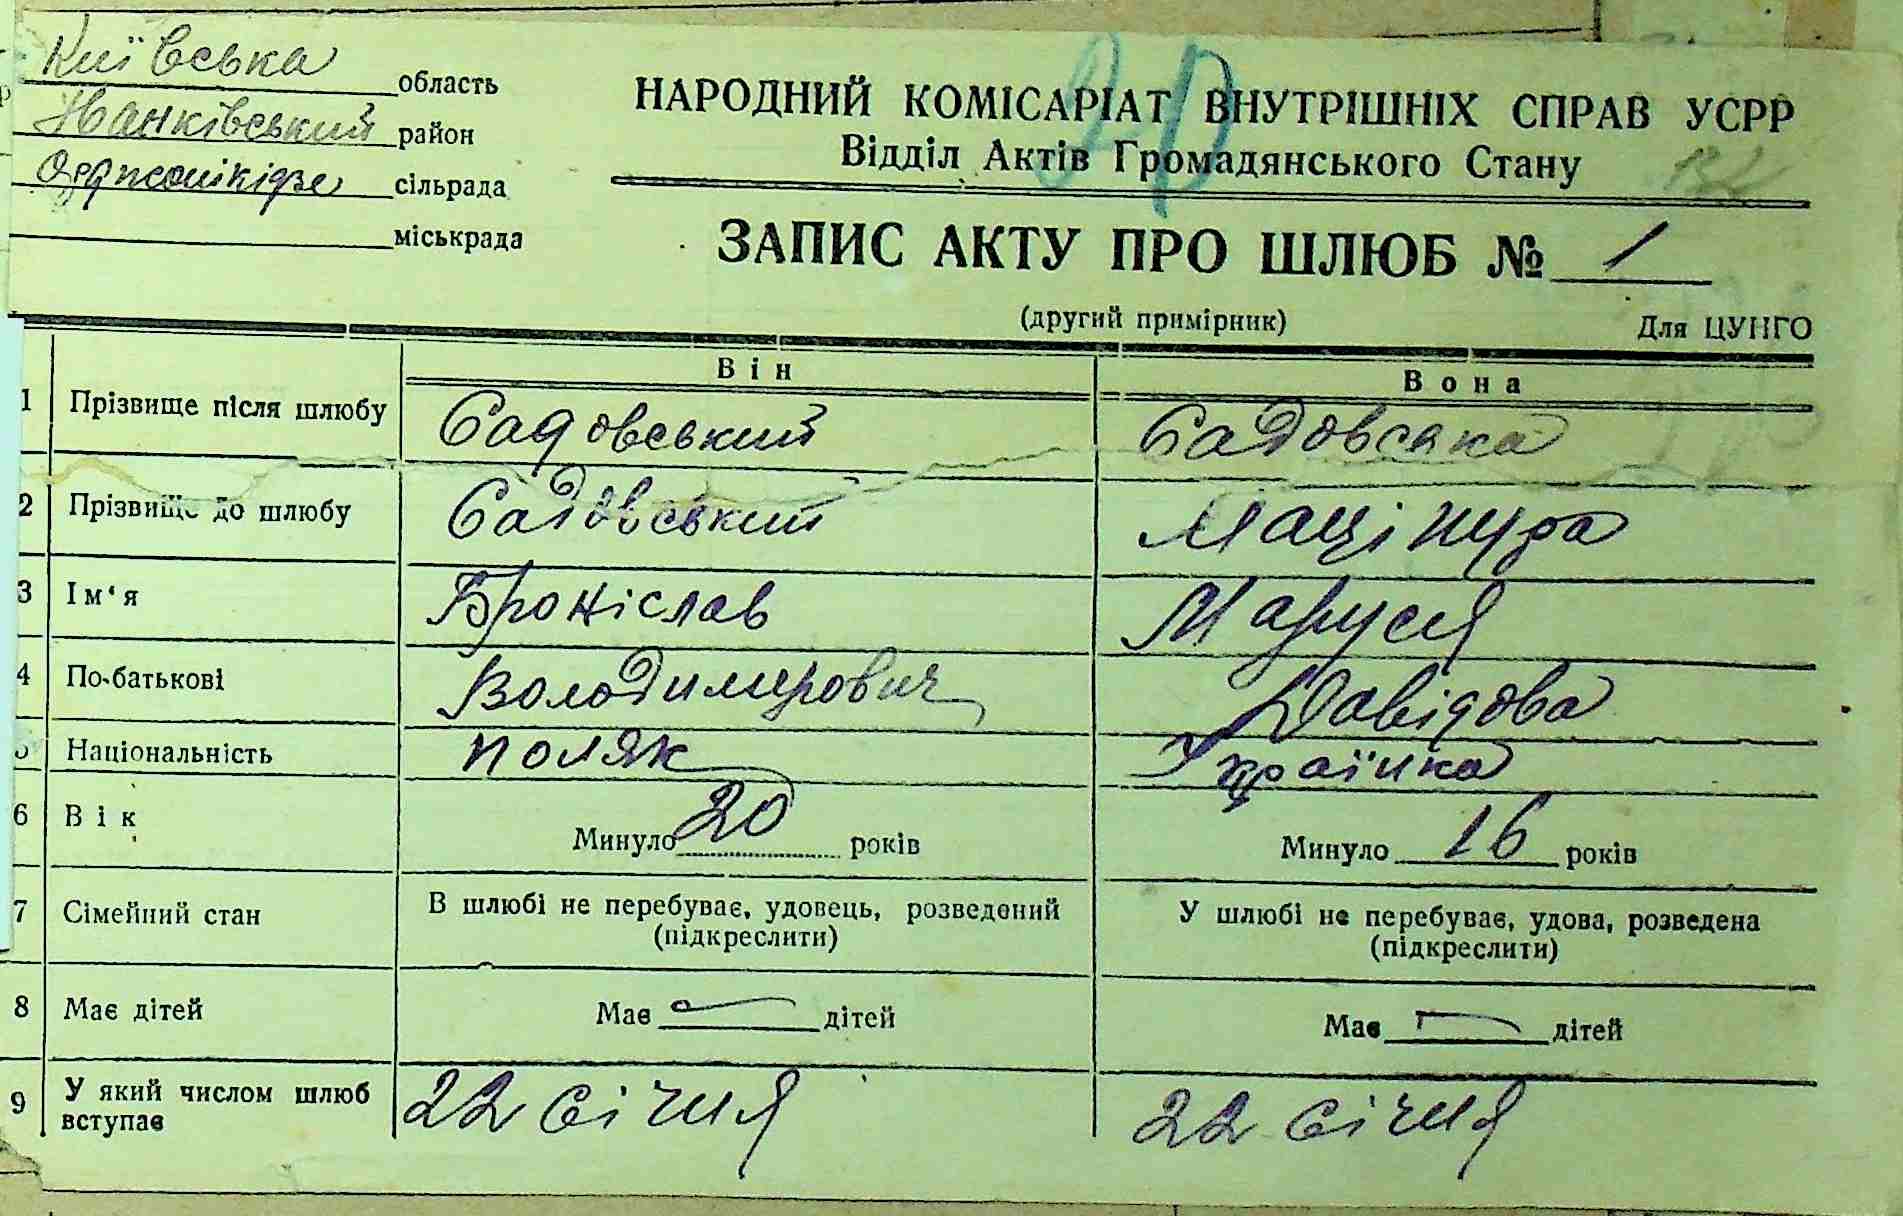 Київська область
Іванківський район
Орджонікідзе сільрада
міськрада
НАРОДНИЙ КОМІСАРІАТ ВНУТРІШНІХ СПРАВ УСРР
Відділ Актів Громадянського Стану
ЗАПИС АКТУ ПРО ШЛЮБ № 1
(другий примірник) Для ЦУНГО
Він Вона
1 Прізвище після шлюбу Садовський Садовська
2 Прізвище до шлюбу Садовський Маціпура
3 Ім‘я Броніслав Маруся
4 По-батькові Володимирович Давідова
5 Національність поляк Українка
6 Вік Минуло 20 років Минуло 16 років
7 Сімейний стан В шлюбі не перебуває, удовець, розведений У шлюбі не перебуває, удова, розведена
(підкреслити) (підкреслити)
8 Має дітей Має — дітей Має — дітей
9 У який числом шлюб вступає 22 січня 22 січня